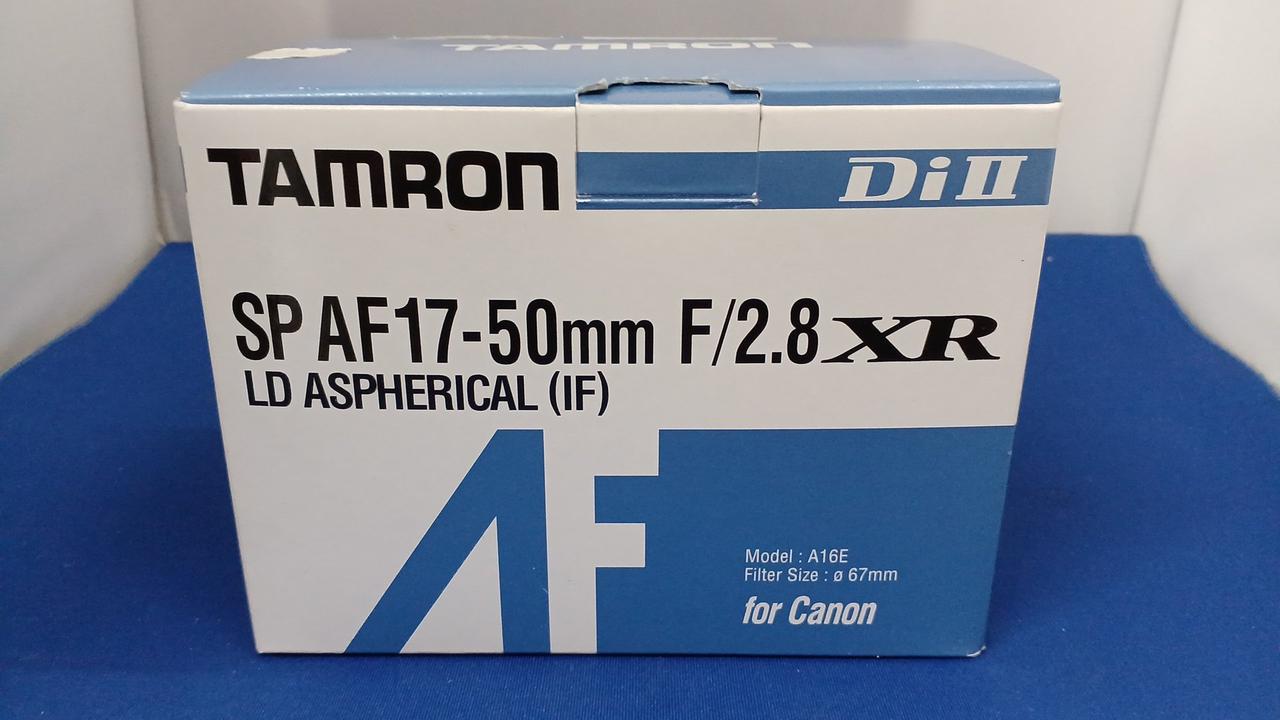 TAMRON
TAMRON
Di II
SP AF17-50mm F/2.8 XR
LD ASPHERICAL (IF)
AF
Model : A16E
Filter Size : ø 67mm
for Canon